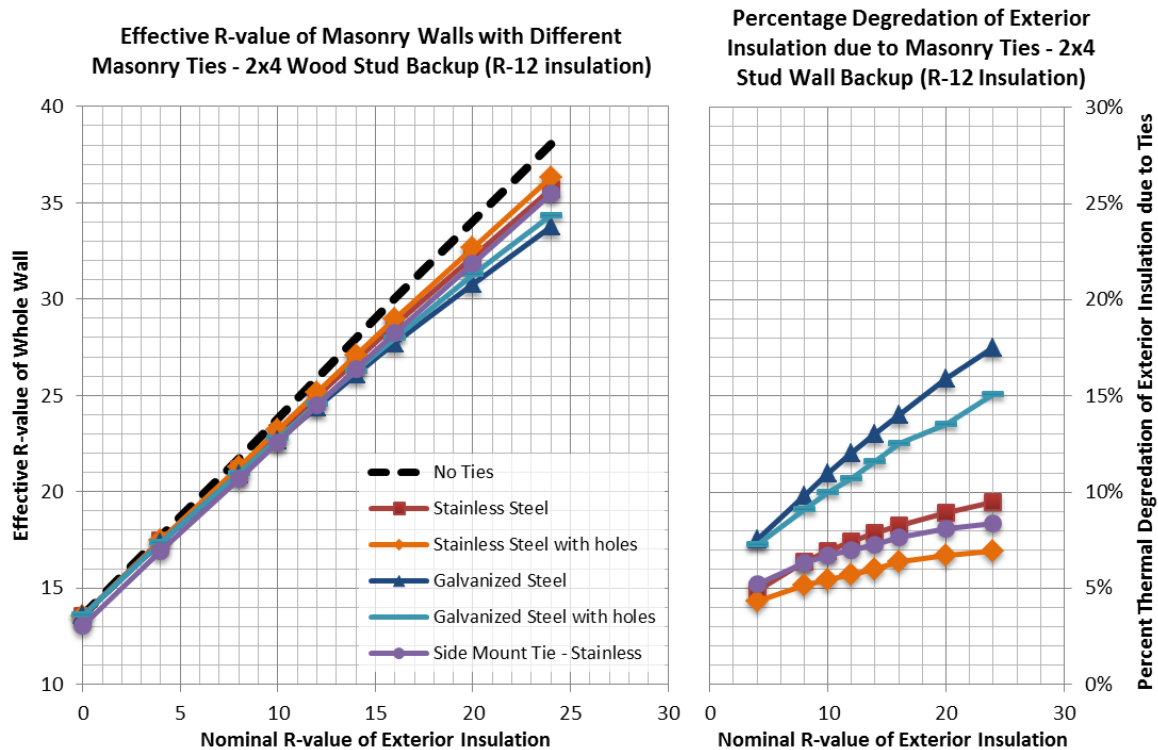 Effective R-value of Masonry Walls with Different
Masonry Ties - 2x4 Wood Stud Backup (R-12 insulation)
40
35
30
25
20
15
10
Effective R-value of Whole Wall
No Ties
Stainless Steel
Stainless Steel with holes
Galvanized Steel
Galvanized Steel with holes
Side Mount Tie - Stainless
0
5
10
15
20
25
30
Nominal R-value of Exterior Insulation
Percentage Degredation of Exterior
Insulation due to Masonry Ties - 2x4
Stud Wall Backup (R-12 Insulation)
30%
25%
20%
15%
10%
5%
0%
Percent Thermal Degredation of Exterior Insulation due to Ties
0
10
20
30
Nominal R-value of Exterior Insulation